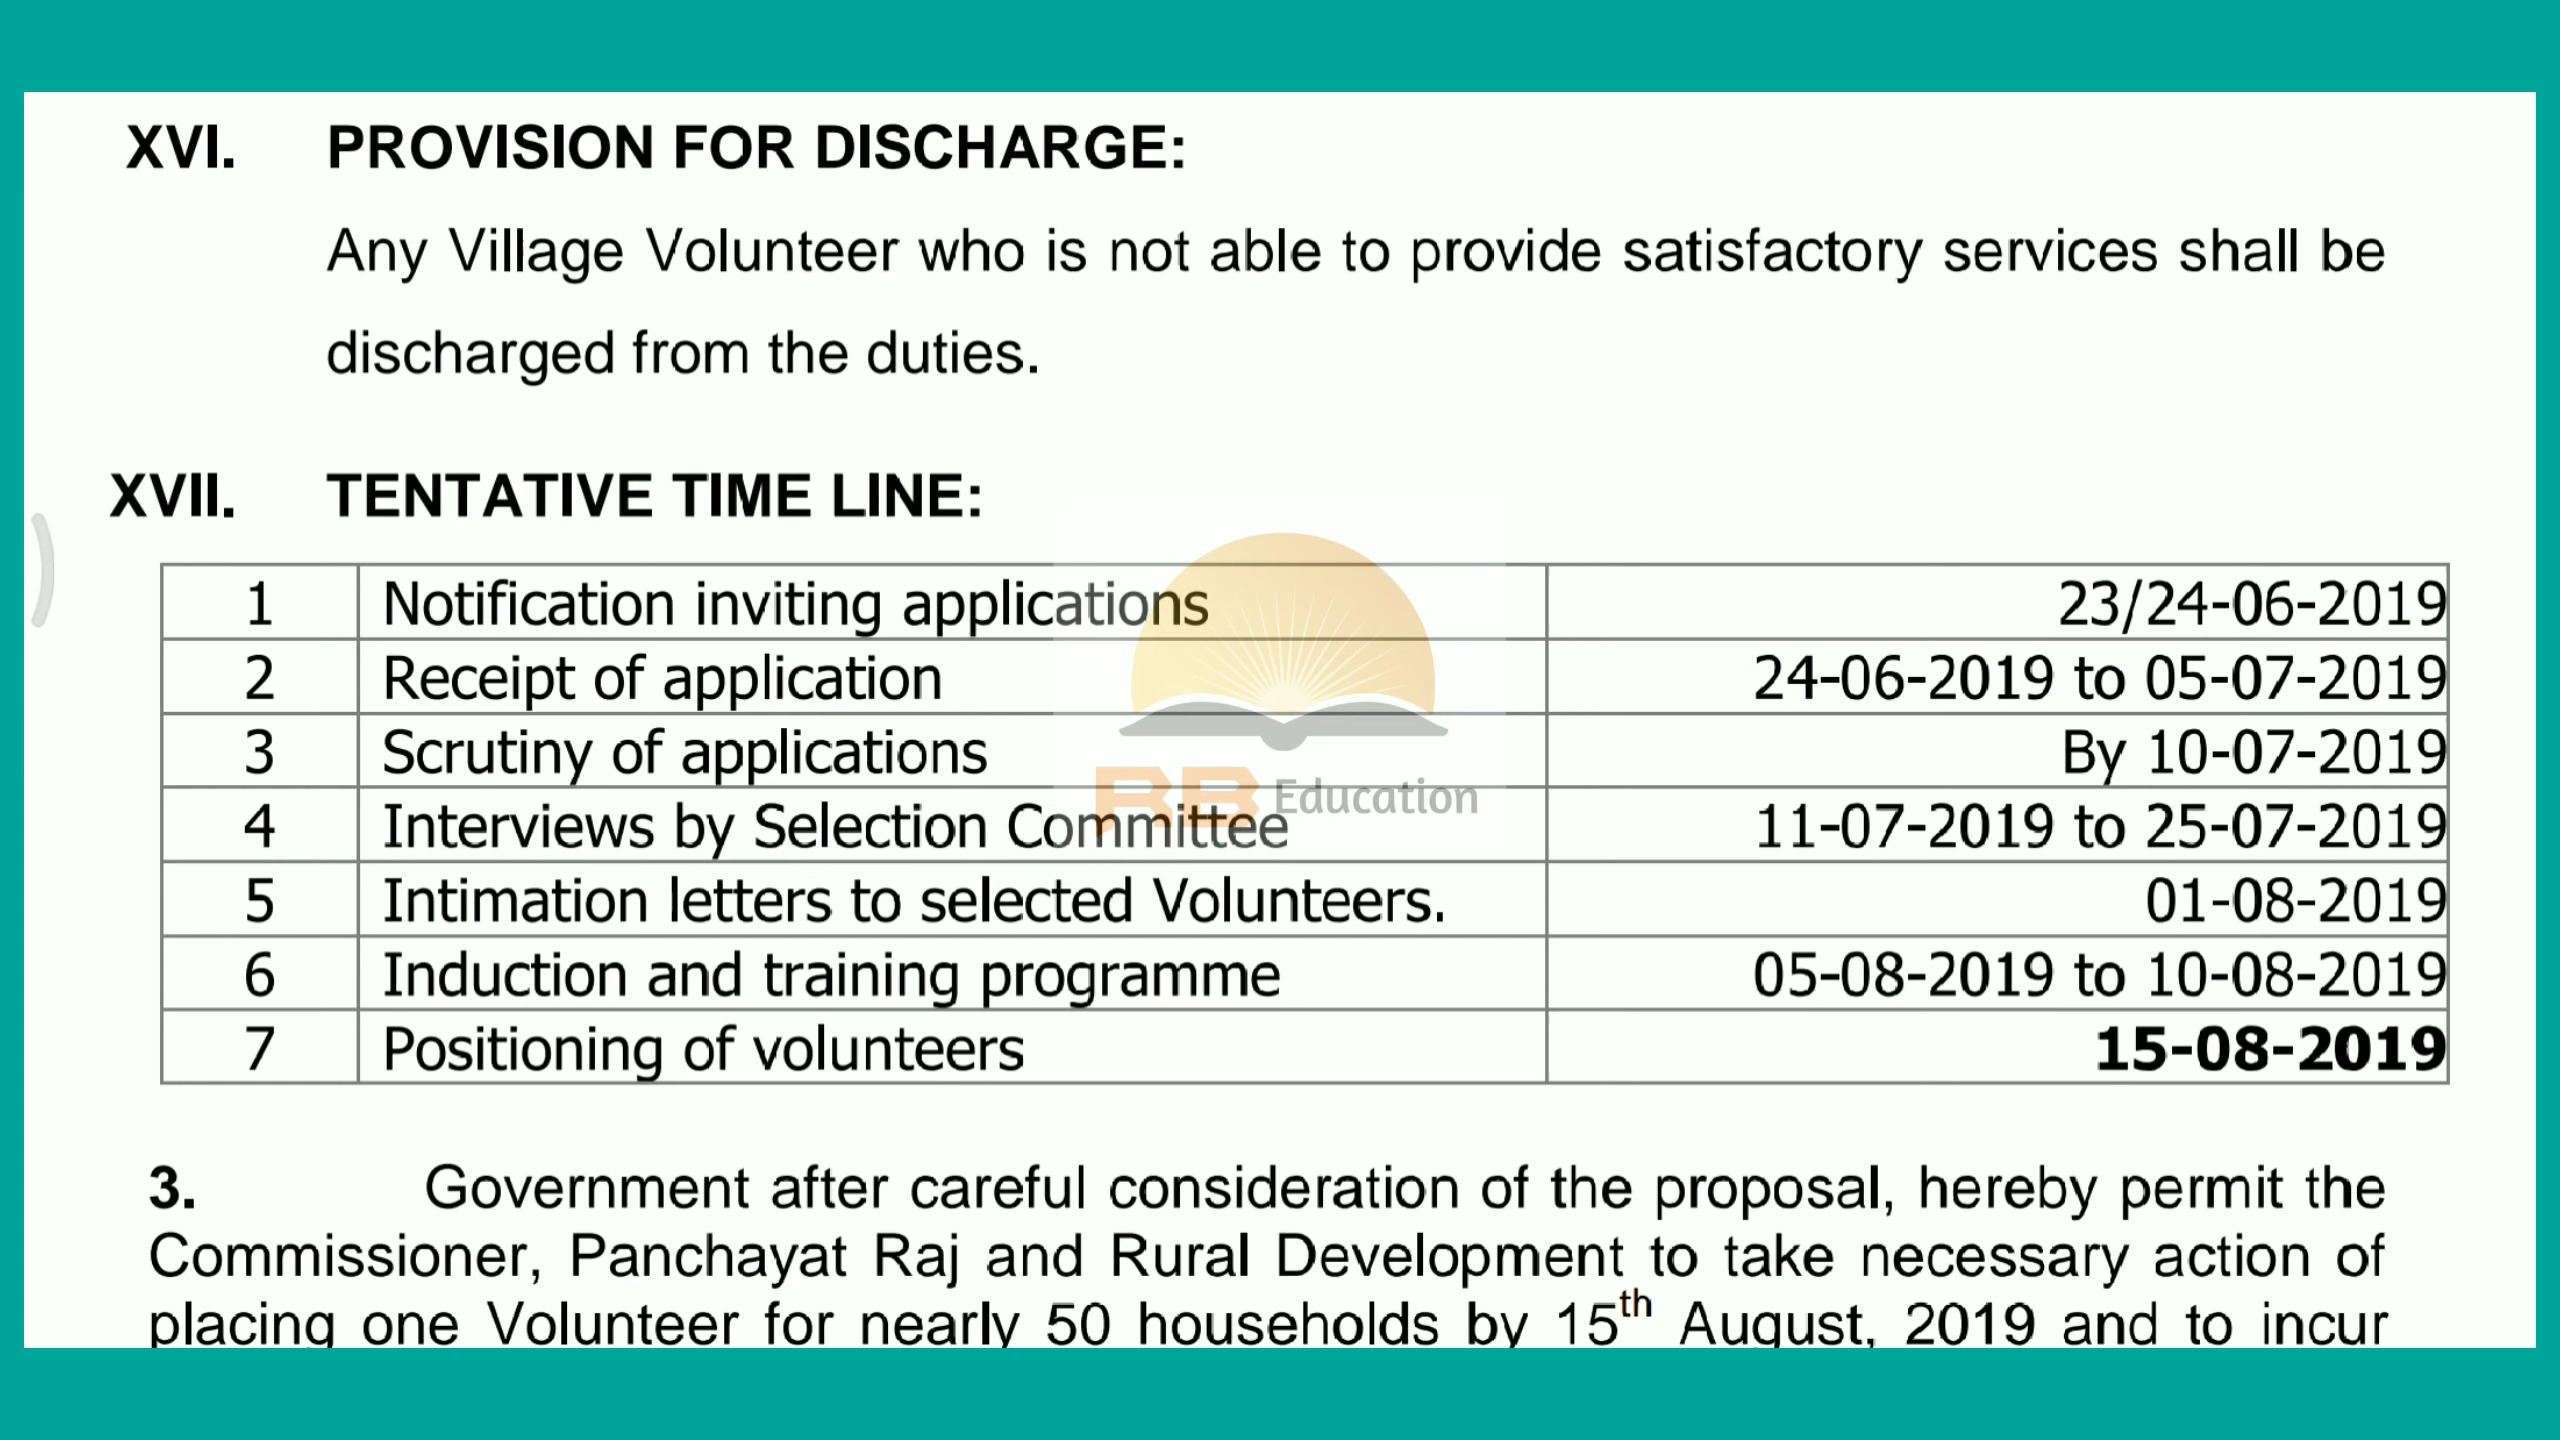 XVI. PROVISION FOR DISCHARGE:
Any Village Volunteer who is not able to provide satisfactory services shall be
discharged from the duties.
XVII. TENTATIVE TIME LINE:
1 Notification inviting applications 23/24-06-2019
2 Receipt of application 24-06-2019 to 05-07-2019
3 Scrutiny of applications By 10-07-2019
RB Education
4 Interviews by Selection Committee 11-07-2019 to 25-07-2019
5 Intimation letters to selected Volunteers. 01-08-2019
6 Induction and training programme 05-08-2019 to 10-08-2019
7 Positioning of volunteers 15-08-2019
3. Government after careful consideration of the proposal, hereby permit the
Commissioner, Panchayat Raj and Rural Development to take necessary action of
placing one Volunteer for nearly 50 households by 15th August, 2019 and to incur